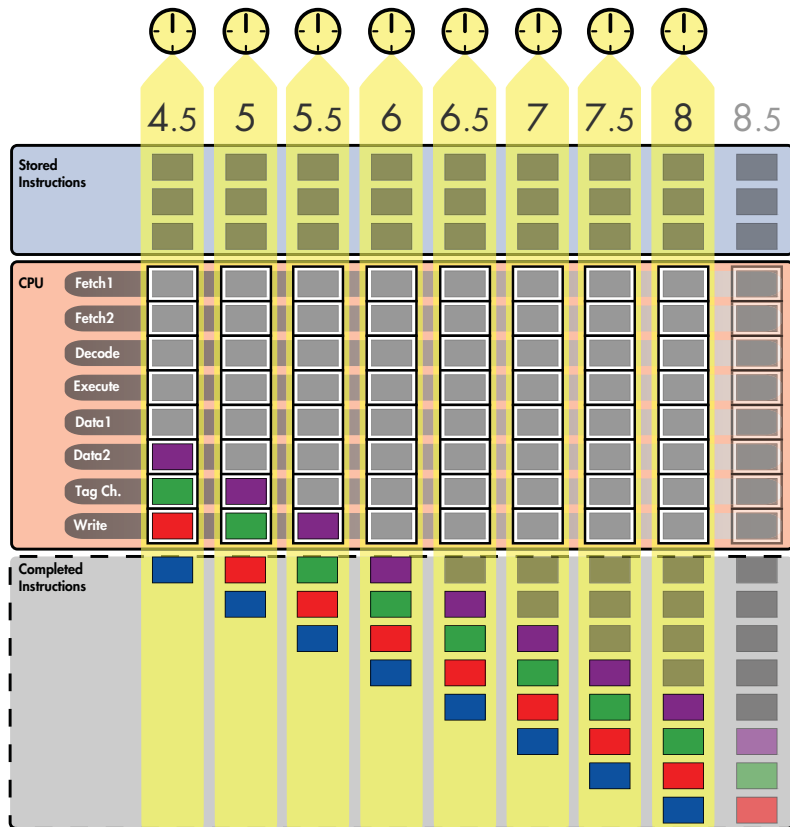 4.5 5 5.5 6 6.5 7 7.5 8 8.5
Stored
Instructions
CPU
Fetch1
Fetch2
Decode
Execute
Data1
Data2
Tag Ch.
Write
Completed
Instructions